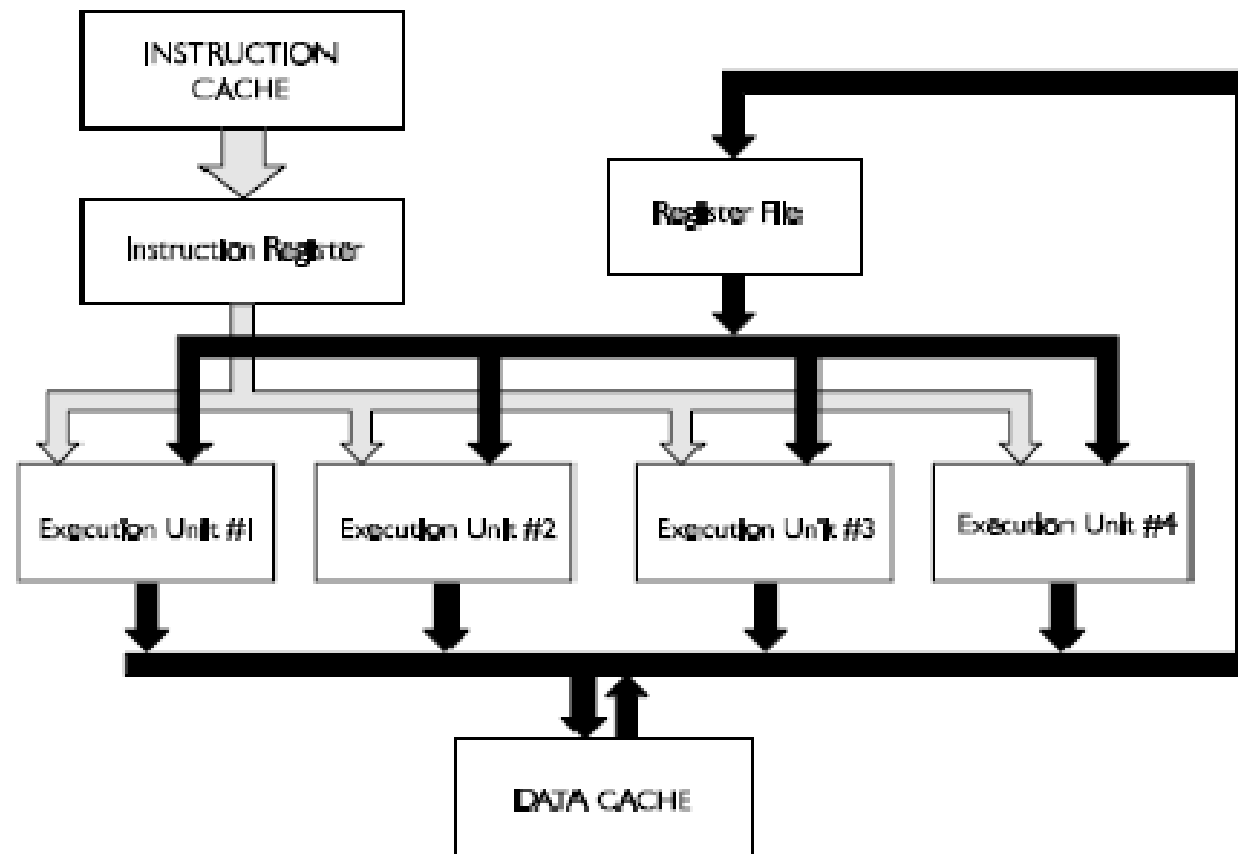 INSTRUCTION
CACHE
Register File
Instruction Register
Execution Unit #1
Execution Unit #2
Execution Unit #3
Execution Unit #4
DATA CACHE